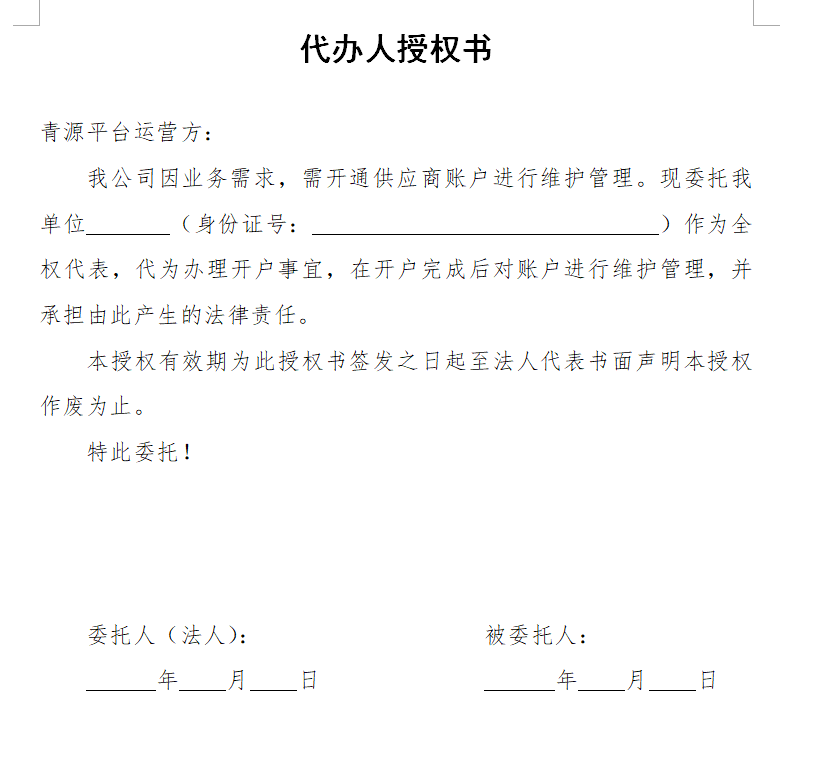 代办人授权书
青源平台运营方：
我公司因业务需求，需开通供应商账户进行维护管理。现委托我
单位_______（身份证号：_____________________________）作为全
权代表，代为办理开户事宜，在开户完成后对账户进行维护管理，并
承担由此产生的法律责任。
本授权有效期为此授权书签发之日起至法人代表书面声明本授权
作废为止。
特此委托！
委托人（法人）： 被委托人：
______年____月____日 ______年____月____日